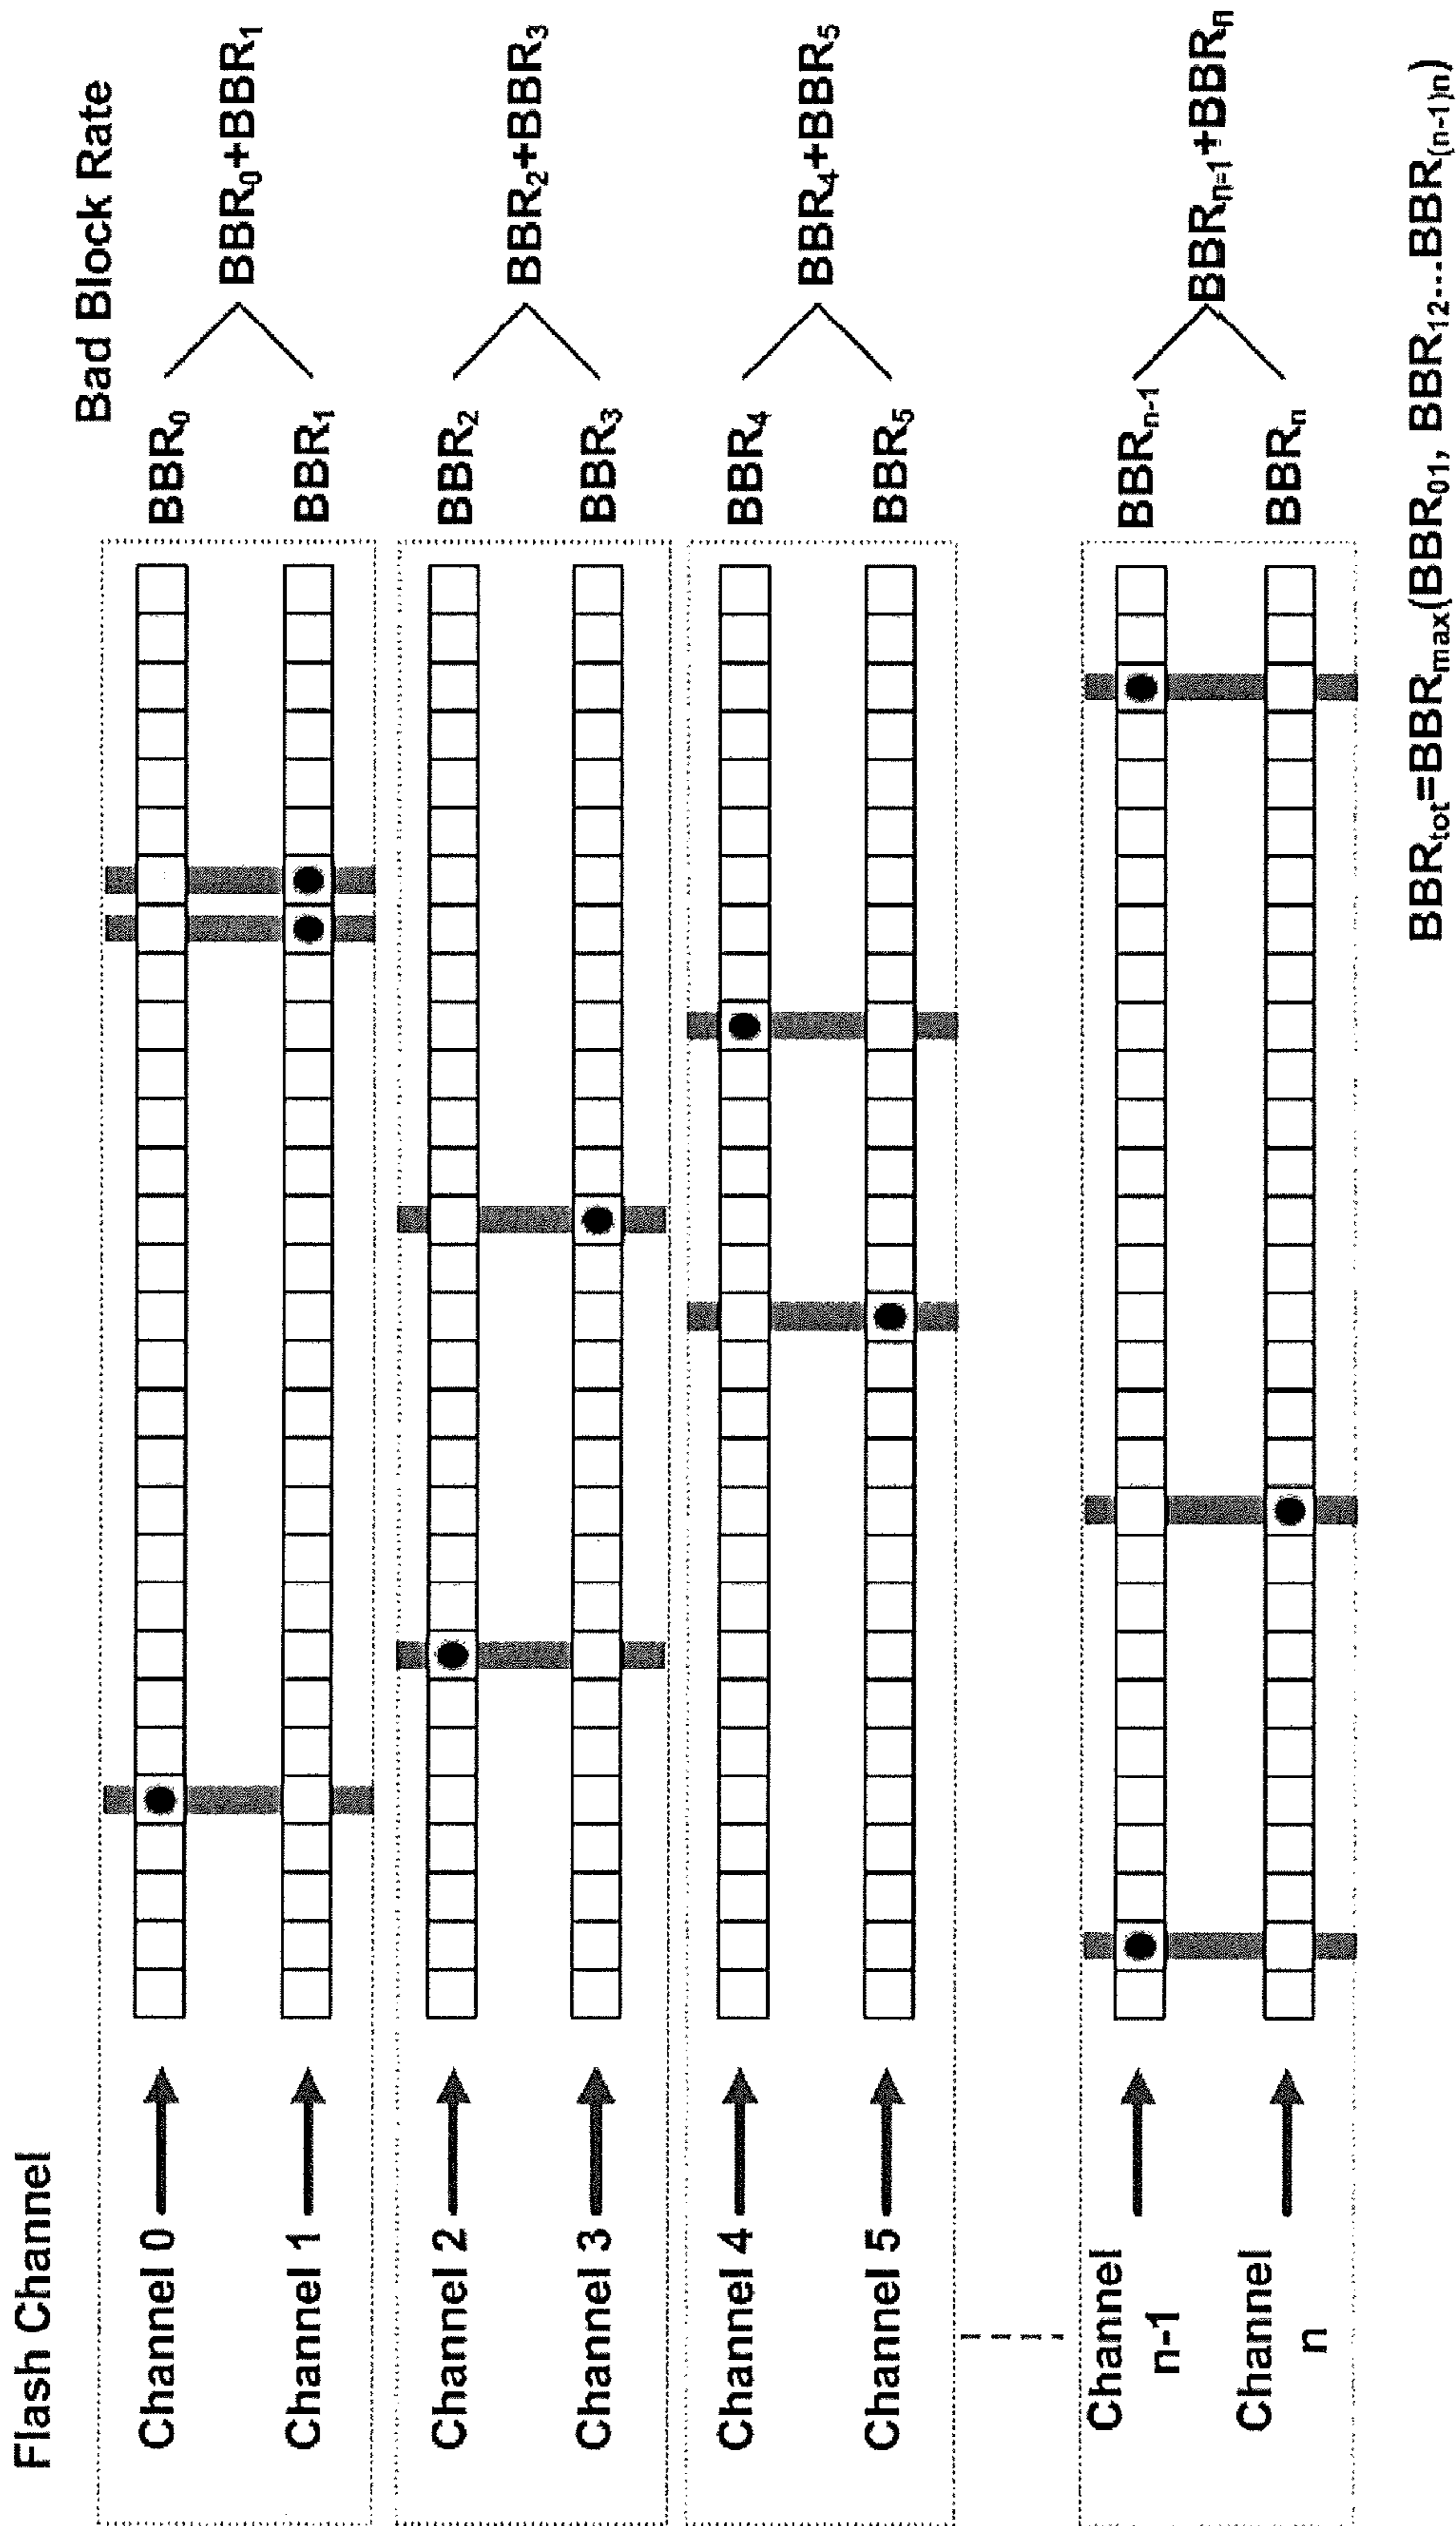 Flash Channel
Bad Block Rate
Channel 0
BBR0
BBR0+BBR1
Channel 1
BBR1
Channel 2
BBR2
BBR2+BBR3
Channel 3
BBR3
Channel 4
BBR4
BBR4+BBR5
Channel 5
BBR5
Channel
n-1
BBRn-1
BBRn=1+BBRn
Channel
n
BBRn
BBRtot=BBRmax(BBR01, BBR12...BBR(n-1)n)